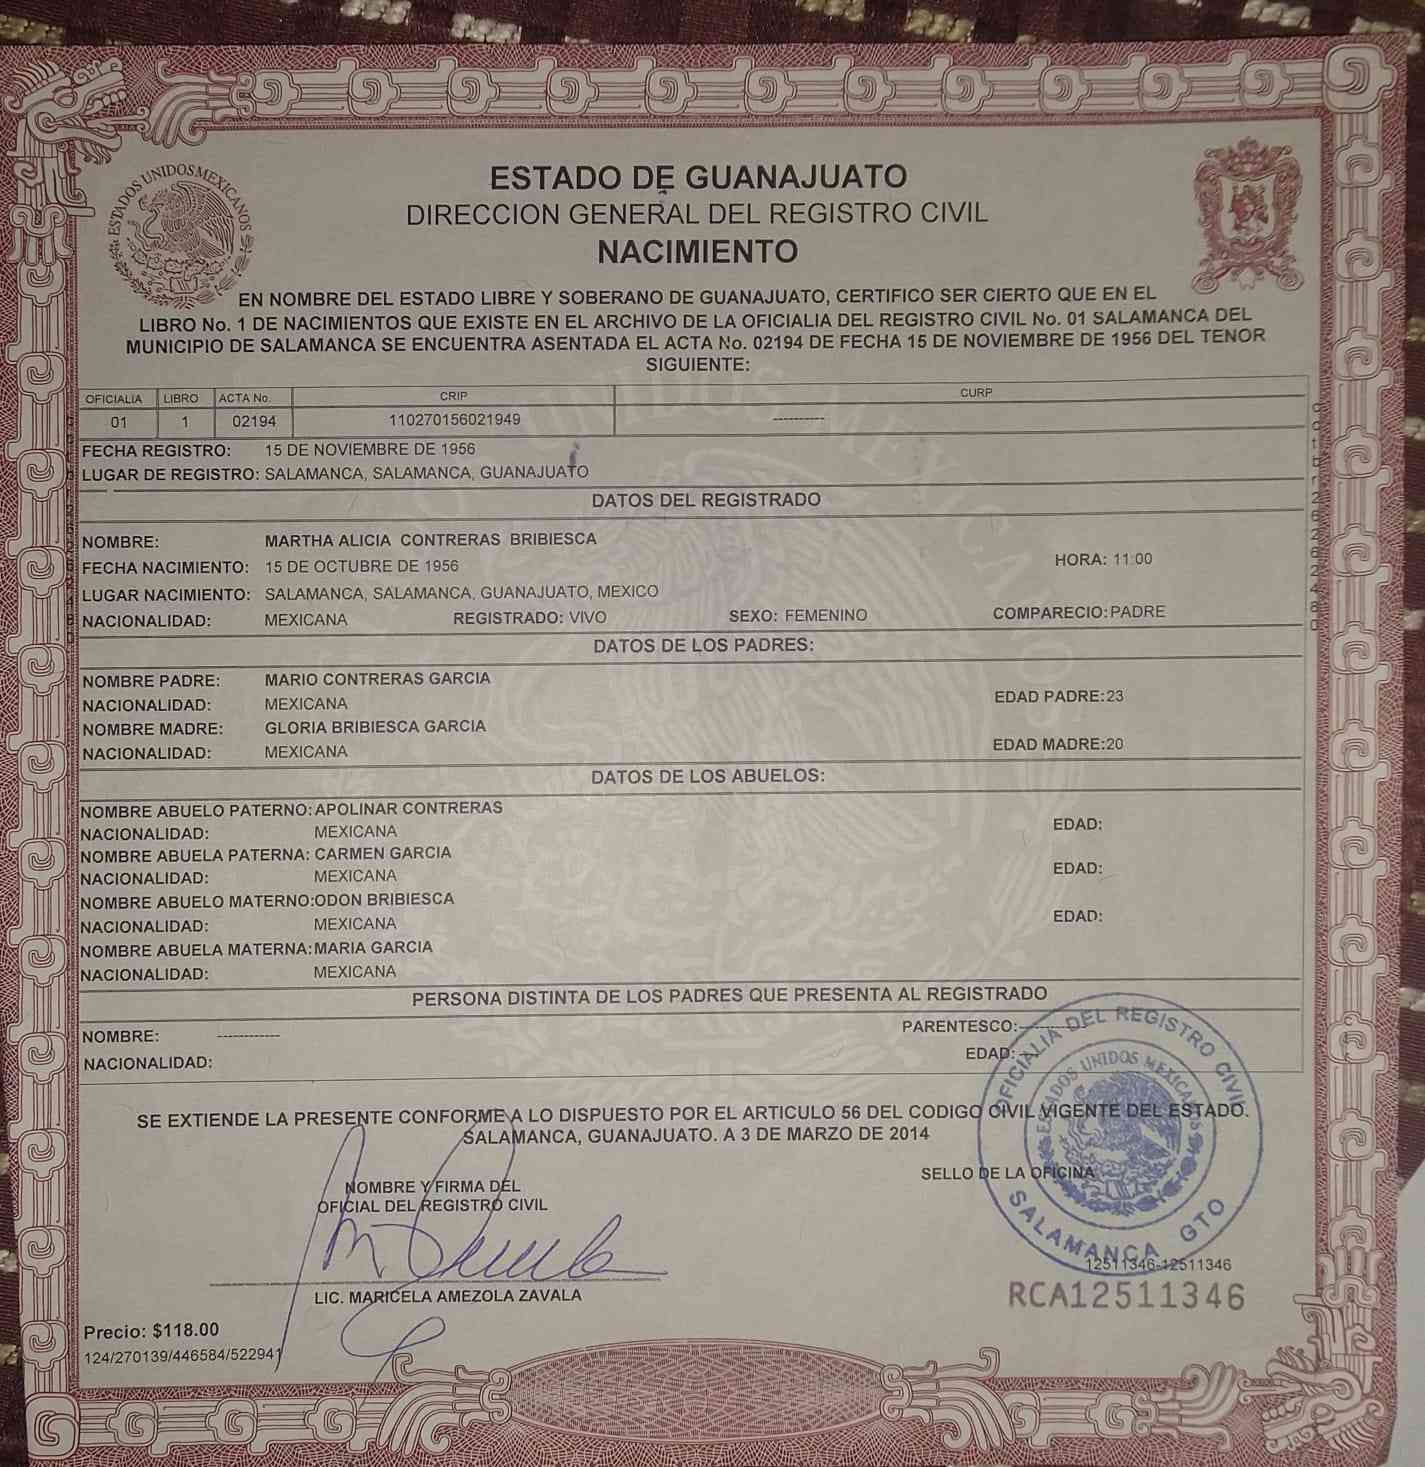 ESTADOS UNIDOS MEXICANOS
ESTADO DE GUANAJUATO
DIRECCION GENERAL DEL REGISTRO CIVIL
NACIMIENTO
EN NOMBRE DEL ESTADO LIBRE Y SOBERANO DE GUANAJUATO, CERTIFICO SER CIERTO QUE EN EL
LIBRO No. 1 DE NACIMIENTOS QUE EXISTE EN EL ARCHIVO DE LA OFICIALIA DEL REGISTRO CIVIL No. 01 SALAMANCA DEL
MUNICIPIO DE SALAMANCA SE ENCUENTRA ASENTADA EL ACTA No. 02194 DE FECHA 15 DE NOVIEMBRE DE 1956 DEL TENOR
SIGUIENTE:
OFICIALIA LIBRO ACTA No. CRIP CURP
01 1 02194 110270156021949 ----------
FECHA REGISTRO: 15 DE NOVIEMBRE DE 1956
LUGAR DE REGISTRO: SALAMANCA, SALAMANCA, GUANAJUATO
DATOS DEL REGISTRADO
NOMBRE: MARTHA ALICIA CONTRERAS BRIBIESCA
FECHA NACIMIENTO: 15 DE OCTUBRE DE 1956 HORA: 11:00
LUGAR NACIMIENTO: SALAMANCA, SALAMANCA, GUANAJUATO, MEXICO
NACIONALIDAD: MEXICANA REGISTRADO: VIVO SEXO: FEMENINO COMPARECIO:PADRE
DATOS DE LOS PADRES:
NOMBRE PADRE: MARIO CONTRERAS GARCIA
NACIONALIDAD: MEXICANA EDAD PADRE:23
NOMBRE MADRE: GLORIA BRIBIESCA GARCIA
NACIONALIDAD: MEXICANA EDAD MADRE:20
DATOS DE LOS ABUELOS:
NOMBRE ABUELO PATERNO:APOLINAR CONTRERAS
NACIONALIDAD: MEXICANA EDAD:
NOMBRE ABUELA PATERNA: CARMEN GARCIA
NACIONALIDAD: MEXICANA EDAD:
NOMBRE ABUELO MATERNO:ODON BRIBIESCA
NACIONALIDAD: MEXICANA EDAD:
NOMBRE ABUELA MATERNA:MARIA GARCIA
NACIONALIDAD: MEXICANA
PERSONA DISTINTA DE LOS PADRES QUE PRESENTA AL REGISTRADO
NOMBRE: ------------ PARENTESCO:----------
NACIONALIDAD: EDAD:---
SE EXTIENDE LA PRESENTE CONFORME A LO DISPUESTO POR EL ARTICULO 56 DEL CODIGO CIVIL VIGENTE DEL ESTADO.
SALAMANCA, GUANAJUATO. A 3 DE MARZO DE 2014
SELLO DE LA OFICINA
NOMBRE Y FIRMA DEL
OFICIAL DEL REGISTRO CIVIL
OFICIALIA DEL REGISTRO CIVIL
ESTADOS UNIDOS MEXICANOS
SALAMANCA GTO
12511346-12511346
RCA12511346
LIC. MARICELA AMEZOLA ZAVALA
Precio: $118.00
124/270139/446584/522941